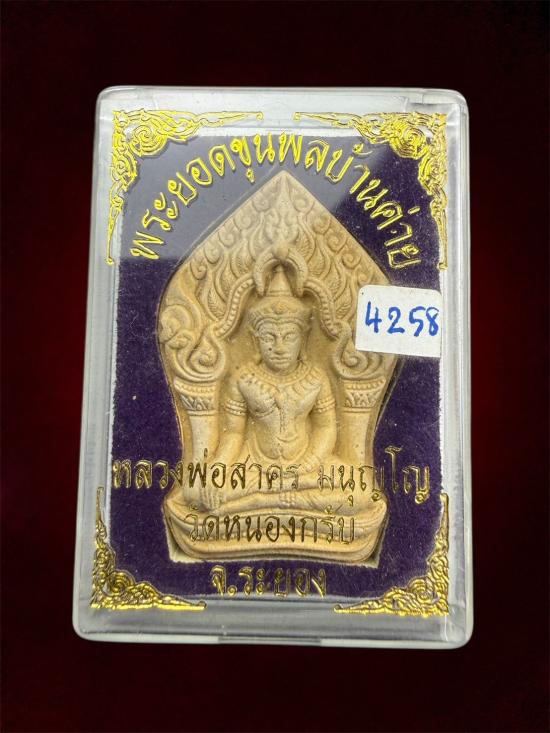 พระยอดขุนพลบ้านค่าย
4258
หลวงพ่อสาคร มนุญฺโญ
วัดหนองกรับ
จ.ระยอง